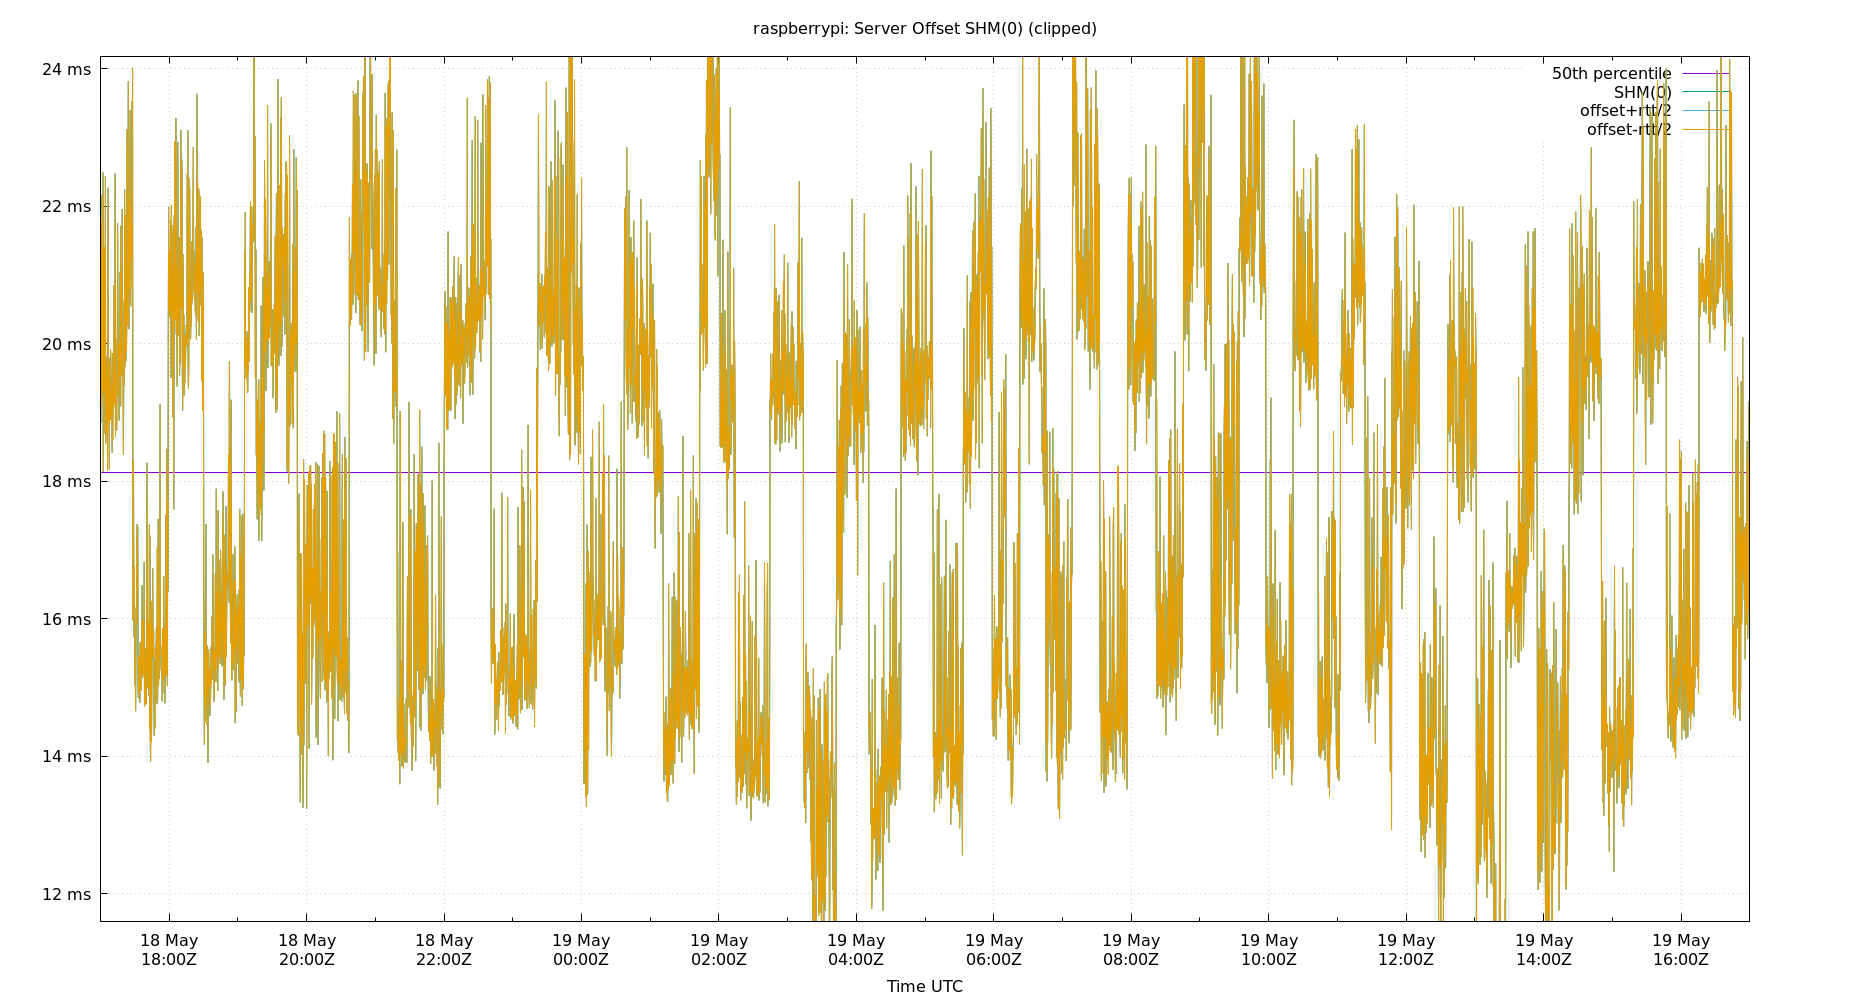 raspberrypi: Server Offset SHM(0) (clipped)
24 ms
22 ms
20 ms
18 ms
16 ms
14 ms
12 ms
50th percentile
SHM(0)
offset+rtt/2
offset-rtt/2
18 May 18 May 18 May 19 May 19 May 19 May 19 May 19 May 19 May 19 May 19 May 19 May
18:00Z 20:00Z 22:00Z 00:00Z 02:00Z 04:00Z 06:00Z 08:00Z 10:00Z 12:00Z 14:00Z 16:00Z
Time UTC